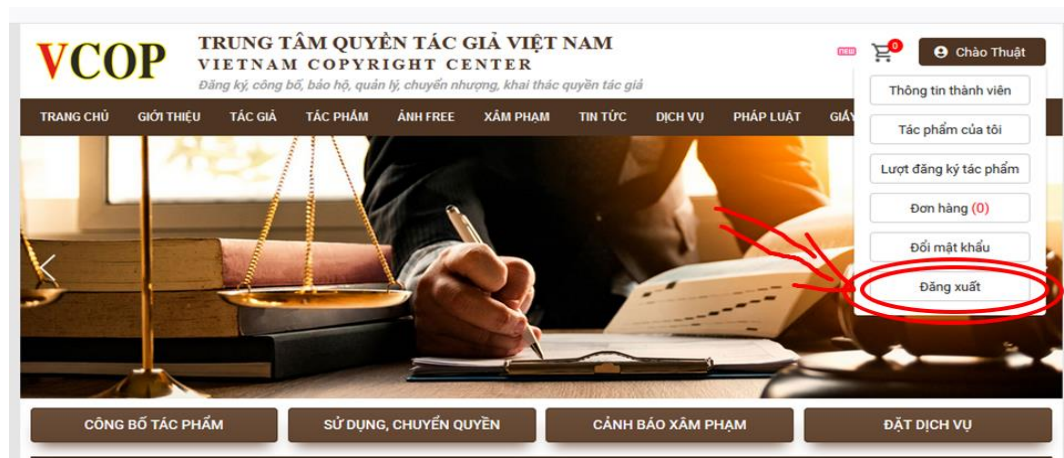 VCOP
TRUNG TÂM QUYỀN TÁC GIẢ VIỆT NAM
VIETNAM COPYRIGHT CENTER
Đăng ký, công bố, bảo hộ, quản lý, chuyển nhượng, khai thác quyền tác giả
new
0
Chào Thuật
TRANG CHỦ GIỚI THIỆU TÁC GIẢ TÁC PHẨM ẢNH FREE XÂM PHẠM TIN TỨC DỊCH VỤ PHÁP LUẬT
Thông tin thành viên
Tác phẩm của tôi
Lượt đăng ký tác phẩm
Đơn hàng (0)
Đổi mật khẩu
Đăng xuất
CÔNG BỐ TÁC PHẨM SỬ DỤNG, CHUYỂN QUYỀN CẢNH BÁO XÂM PHẠM ĐẶT DỊCH VỤ